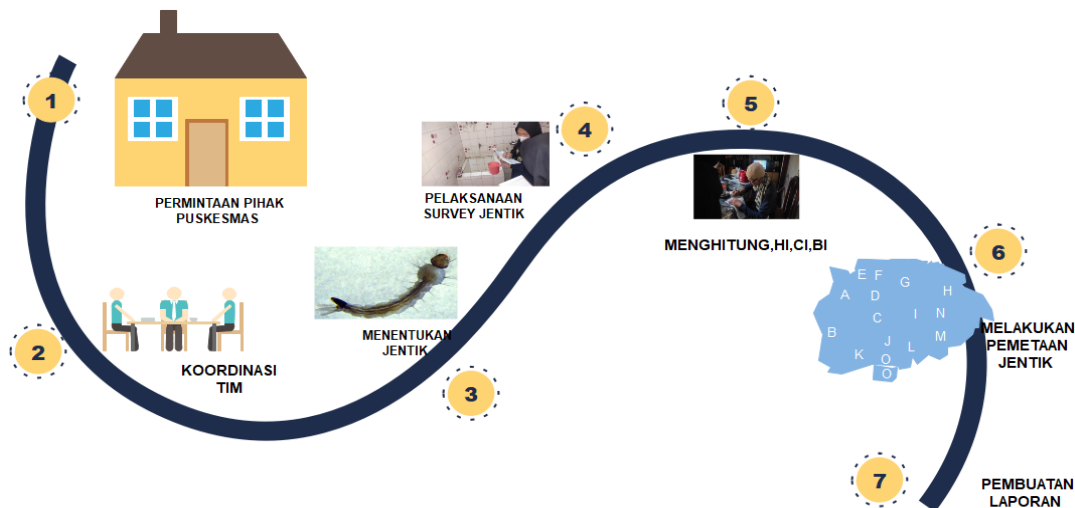 1
PERMINTAAN PIHAK
PUSKESMAS
2
KOORDINASI
TIM
3
MENENTUKAN
JENTIK
4
PELAKSANAAN
SURVEY JENTIK
5
MENGHITUNG,HI,CI,BI
6
E F G
A D H
C I N
B J L M
K O
O
MELAKUKAN
PEMETAAN
JENTIK
7
PEMBUATAN
LAPORAN